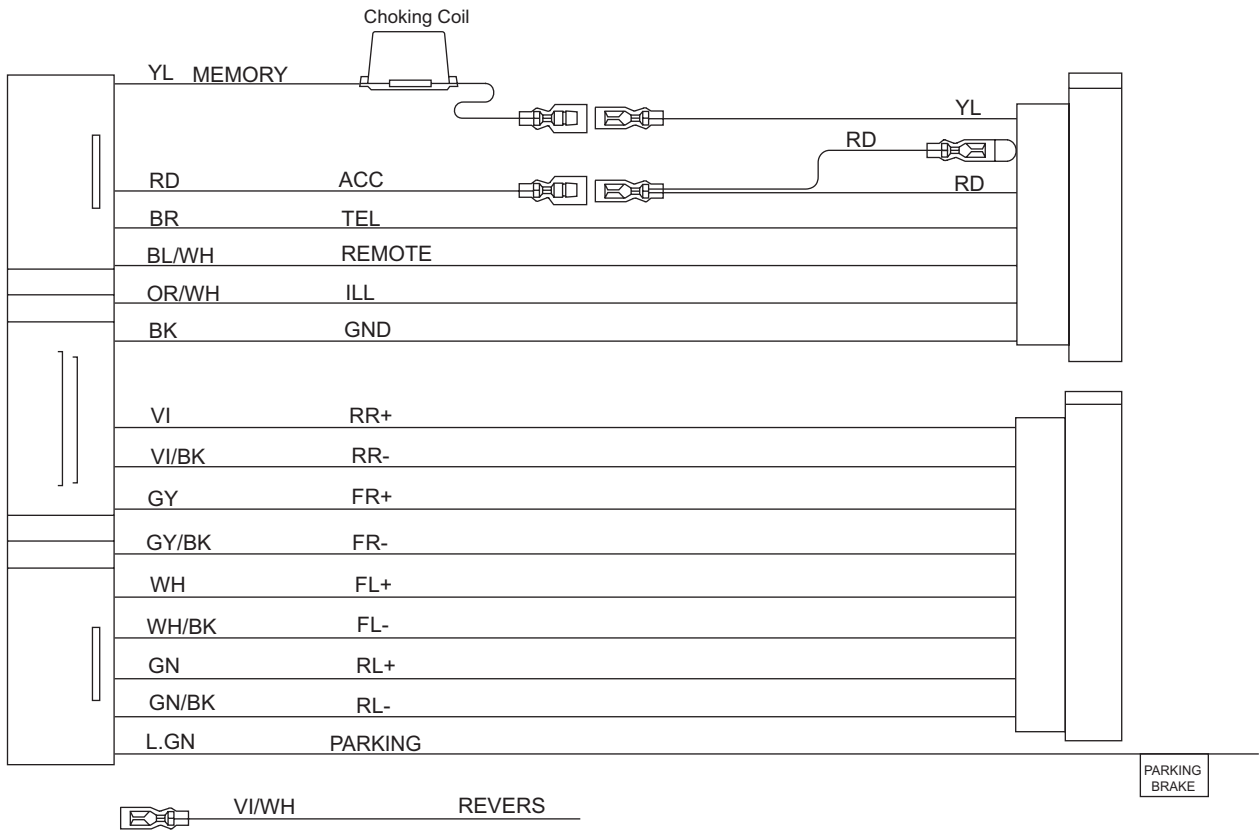 Choking Coil
YL MEMORY
YL
RD
RD ACC RD
BR TEL
BL/WH REMOTE
OR/WH ILL
BK GND
VI RR+
VI/BK RR-
GY FR+
GY/BK FR-
WH FL+
WH/BK FL-
GN RL+
GN/BK RL-
L.GN PARKING
PARKING
BRAKE
VI/WH REVERS